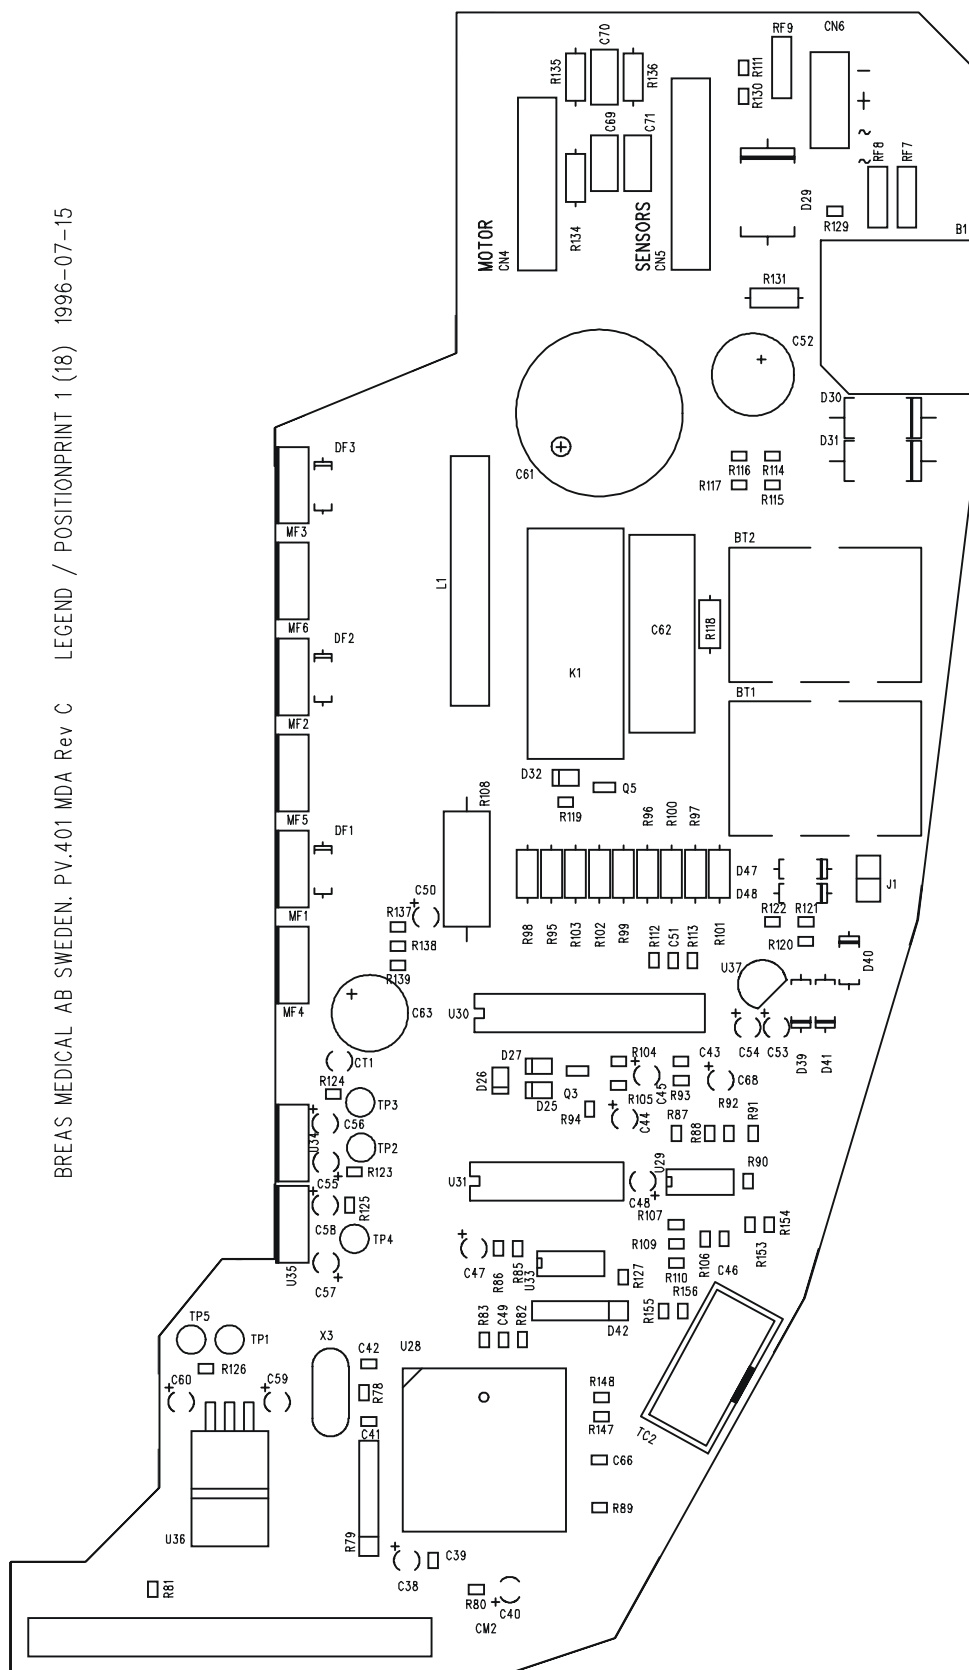 BREAS MEDICAL AB SWEDEN. PV.401 MDA Rev C LEGEND / POSITIONPRINT 1 (18) 1996-07-15
RF9
CN6
C70
R135
R136
R111
R130
−
+
~
~
C69
C71
RF8
RF7
D29
R129
R134
MOTOR
CN4
SENSORS
CN5
B1
R131
C52
+
D30
D31
C61
+
R116
R114
R117
R115
DF3
MF3
L1
BT2
MF6
DF2
K1
C62
R118
MF2
BT1
D32
Q5
R119
R108
MF5
DF1
R96
R100
R97
D47
D48
J1
C50
+
R137
R138
R139
MF1
R98
R95
R103
R102
R99
R112
C51
R113
R101
R122
R121
R120
D40
U37
MF4
+
C63
U30
+
C54
+
C53
D39
D41
CT1
R124
D27
D26
D25
Q3
R104
R105
R94
+
C45
C43
R93
+
C68
R92
TP3
+
C56
U34
TP2
R123
+
C55
+
C44
R87
R88
R91
U29
R90
U31
C48
+
+
C58
R125
TP4
U35
C57
+
R107
R109
R110
R106
C46
R153
R154
+
C47
R86
R85
U33
R127
D42
R155
R156
TP5
TP1
R126
X3
C42
R78
C41
U28
R83
C49
R82
+
C60
+
C59
R148
R147
TC2
C66
R89
U36
R79
+
C38
C39
R81
R80
+
C40
CM2